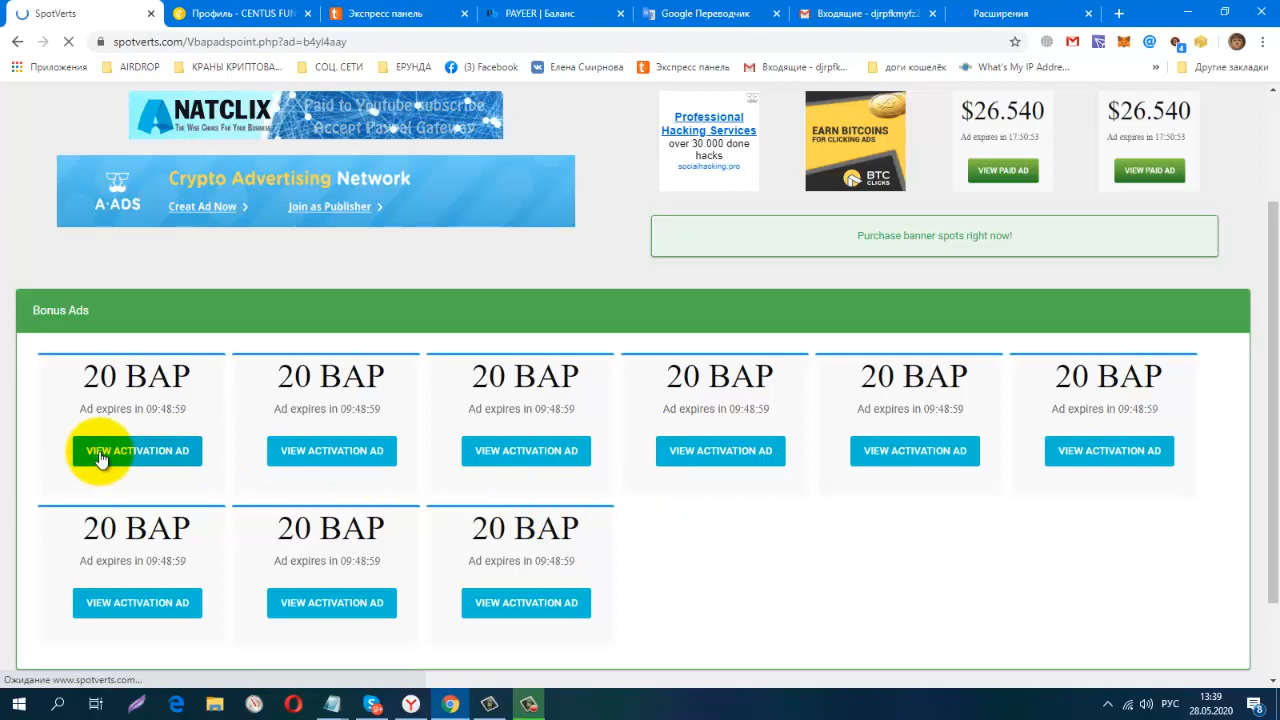 SpotVerts
Профиль - CENTUS FUN
Экспресс панель
PAYEER | Баланс
Google Переводчик
Входящие - djrpfkmyfz2
Расширения
spotverts.com/Vbapadspoint.php?ad=b4yl4aay
Приложения
AIRDROP
КРАНЫ КРИПТОВА...
СОЦ. СЕТИ
ЕРУНДА
(3) Facebook
Елена Смирнова
Экспресс панель
Входящие - djrpfk...
доги кошелёк
What's My IP Addre...
»
Другие закладки
NATCLIX
THE WISE CHANCE FOR YOUR BUSINESS
Paid to Youtube subscribe
Accept Paypal Gateway
Professional
Hacking Services
over 30.000 done
hacks
socialhacking.pro
EARN BITCOINS
FOR CLICKING ADS
BTC
CLICKS
$26.540
Ad expires in 17:50:53
VIEW PAID AD
$26.540
Ad expires in 17:50:53
VIEW PAID AD
A-ADS
Crypto Advertising Network
Creat Ad Now >
Join as Publisher >
Purchase banner spots right now!
Bonus Ads
20 BAP
Ad expires in 09:48:59
VIEW ACTIVATION AD
20 BAP
Ad expires in 09:48:59
VIEW ACTIVATION AD
20 BAP
Ad expires in 09:48:59
VIEW ACTIVATION AD
20 BAP
Ad expires in 09:48:59
VIEW ACTIVATION AD
20 BAP
Ad expires in 09:48:59
VIEW ACTIVATION AD
20 BAP
Ad expires in 09:48:59
VIEW ACTIVATION AD
20 BAP
Ad expires in 09:48:59
VIEW ACTIVATION AD
20 BAP
Ad expires in 09:48:59
VIEW ACTIVATION AD
20 BAP
Ad expires in 09:48:59
VIEW ACTIVATION AD
Ожидание www.spotverts.com...
РУС
13:39
28.05.2020